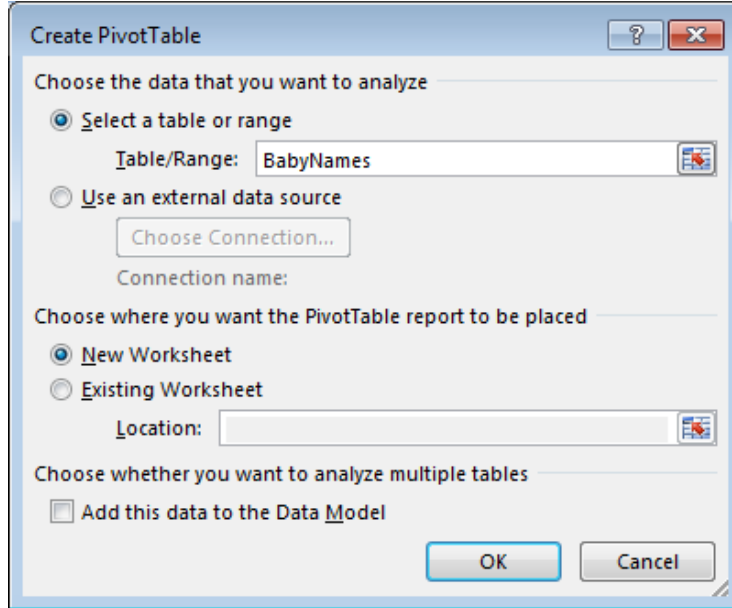 Create PivotTable
Choose the data that you want to analyze
Select a table or range
Table/Range: BabyNames
Use an external data source
Choose Connection...
Connection name:
Choose where you want the PivotTable report to be placed
New Worksheet
Existing Worksheet
Location:
Choose whether you want to analyze multiple tables
Add this data to the Data Model
OK Cancel